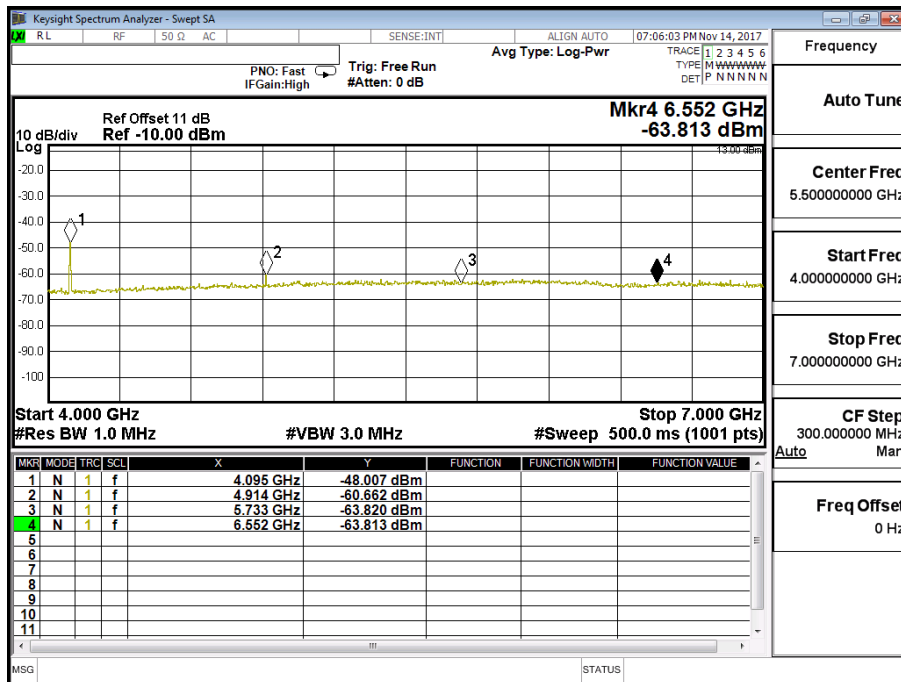 Keysight Spectrum Analyzer - Swept SA
LXI RL RF 50 Ω AC SENSE:INT ALIGN AUTO 07:06:03 PM Nov 14, 2017
Avg Type: Log-Pwr
TRACE 1 2 3 4 5 6
TYPE M WWWWW
DET P N N N N N
PNO: Fast
IFGain:High
Trig: Free Run
#Atten: 0 dB
Mkr4 6.552 GHz
-63.813 dBm
Ref Offset 11 dB
Ref -10.00 dBm
10 dB/div
Log
-13.00 dBm
-20.0
-30.0
-40.0
-50.0
-60.0
-70.0
-80.0
-90.0
-100
1
2
3
4
Start 4.000 GHz
Stop 7.000 GHz
#Res BW 1.0 MHz
#VBW 3.0 MHz
#Sweep 500.0 ms (1001 pts)
MKR MODE TRC SCL X Y FUNCTION FUNCTION WIDTH FUNCTION VALUE
1 N 1 f 4.095 GHz -48.007 dBm
2 N 1 f 4.914 GHz -60.662 dBm
3 N 1 f 5.733 GHz -63.820 dBm
4 N 1 f 6.552 GHz -63.813 dBm
5
6
7
8
9
10
11
MSG
STATUS
Frequency
Auto Tune
Center Freq
5.500000000 GHz
Start Freq
4.000000000 GHz
Stop Freq
7.000000000 GHz
CF Step
300.000000 MHz
Auto Man
Freq Offset
0 Hz